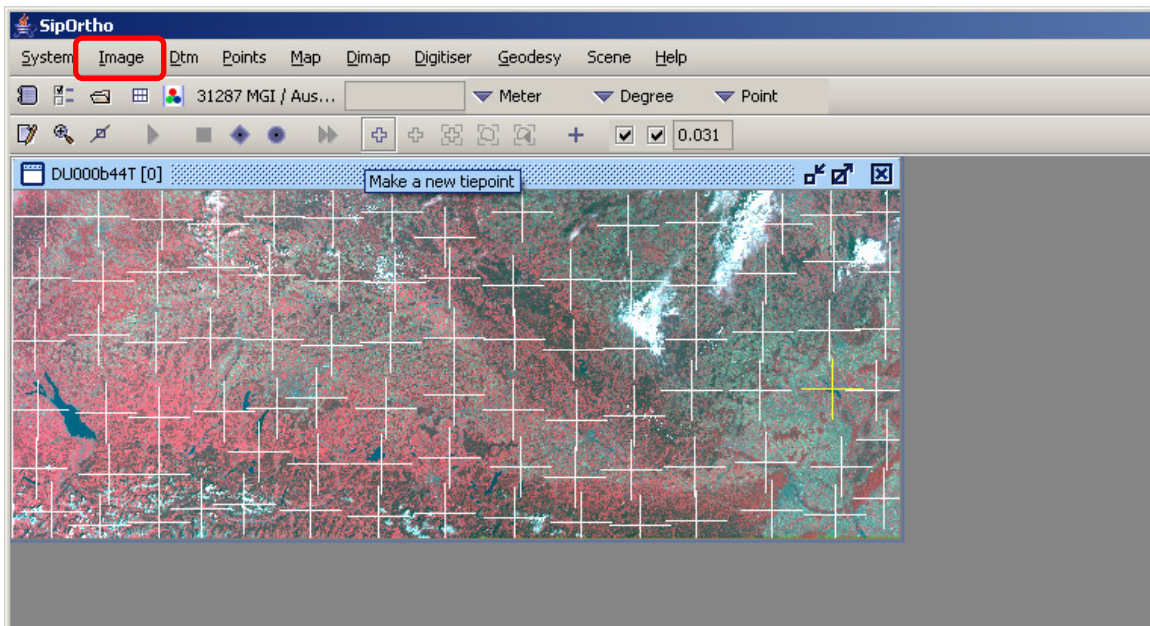 SipOrtho
System Image Dtm Points Map Dimap Digitiser Geodesy Scene Help
31287 MGI / Aus... Meter Degree Point
0.031
DU000b44T [0]
Make a new tiepoint